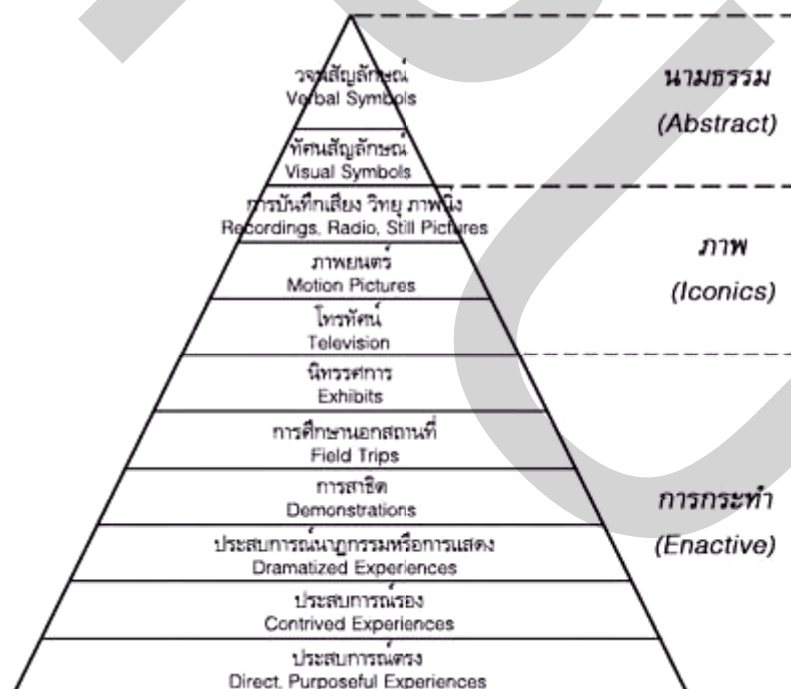 วจนสัญลักษณ์
Verbal Symbols
นามธรรม
(Abstract)
ทัศนสัญลักษณ์
Visual Symbols
การบันทึกเสียง วิทยุ ภาพนิ่ง
Recordings, Radio, Still Pictures
ภาพยนตร์
Motion Pictures
ภาพ
(Iconics)
โทรทัศน์
Television
นิทรรศการ
Exhibits
การศึกษานอกสถานที่
Field Trips
การสาธิต
Demonstrations
ประสบการณ์นาฏกรรมหรือการแสดง
Dramatized Experiences
การกระทำ
(Enactive)
ประสบการณ์รอง
Contrived Experiences
ประสบการณ์ตรง
Direct, Purposeful Experiences